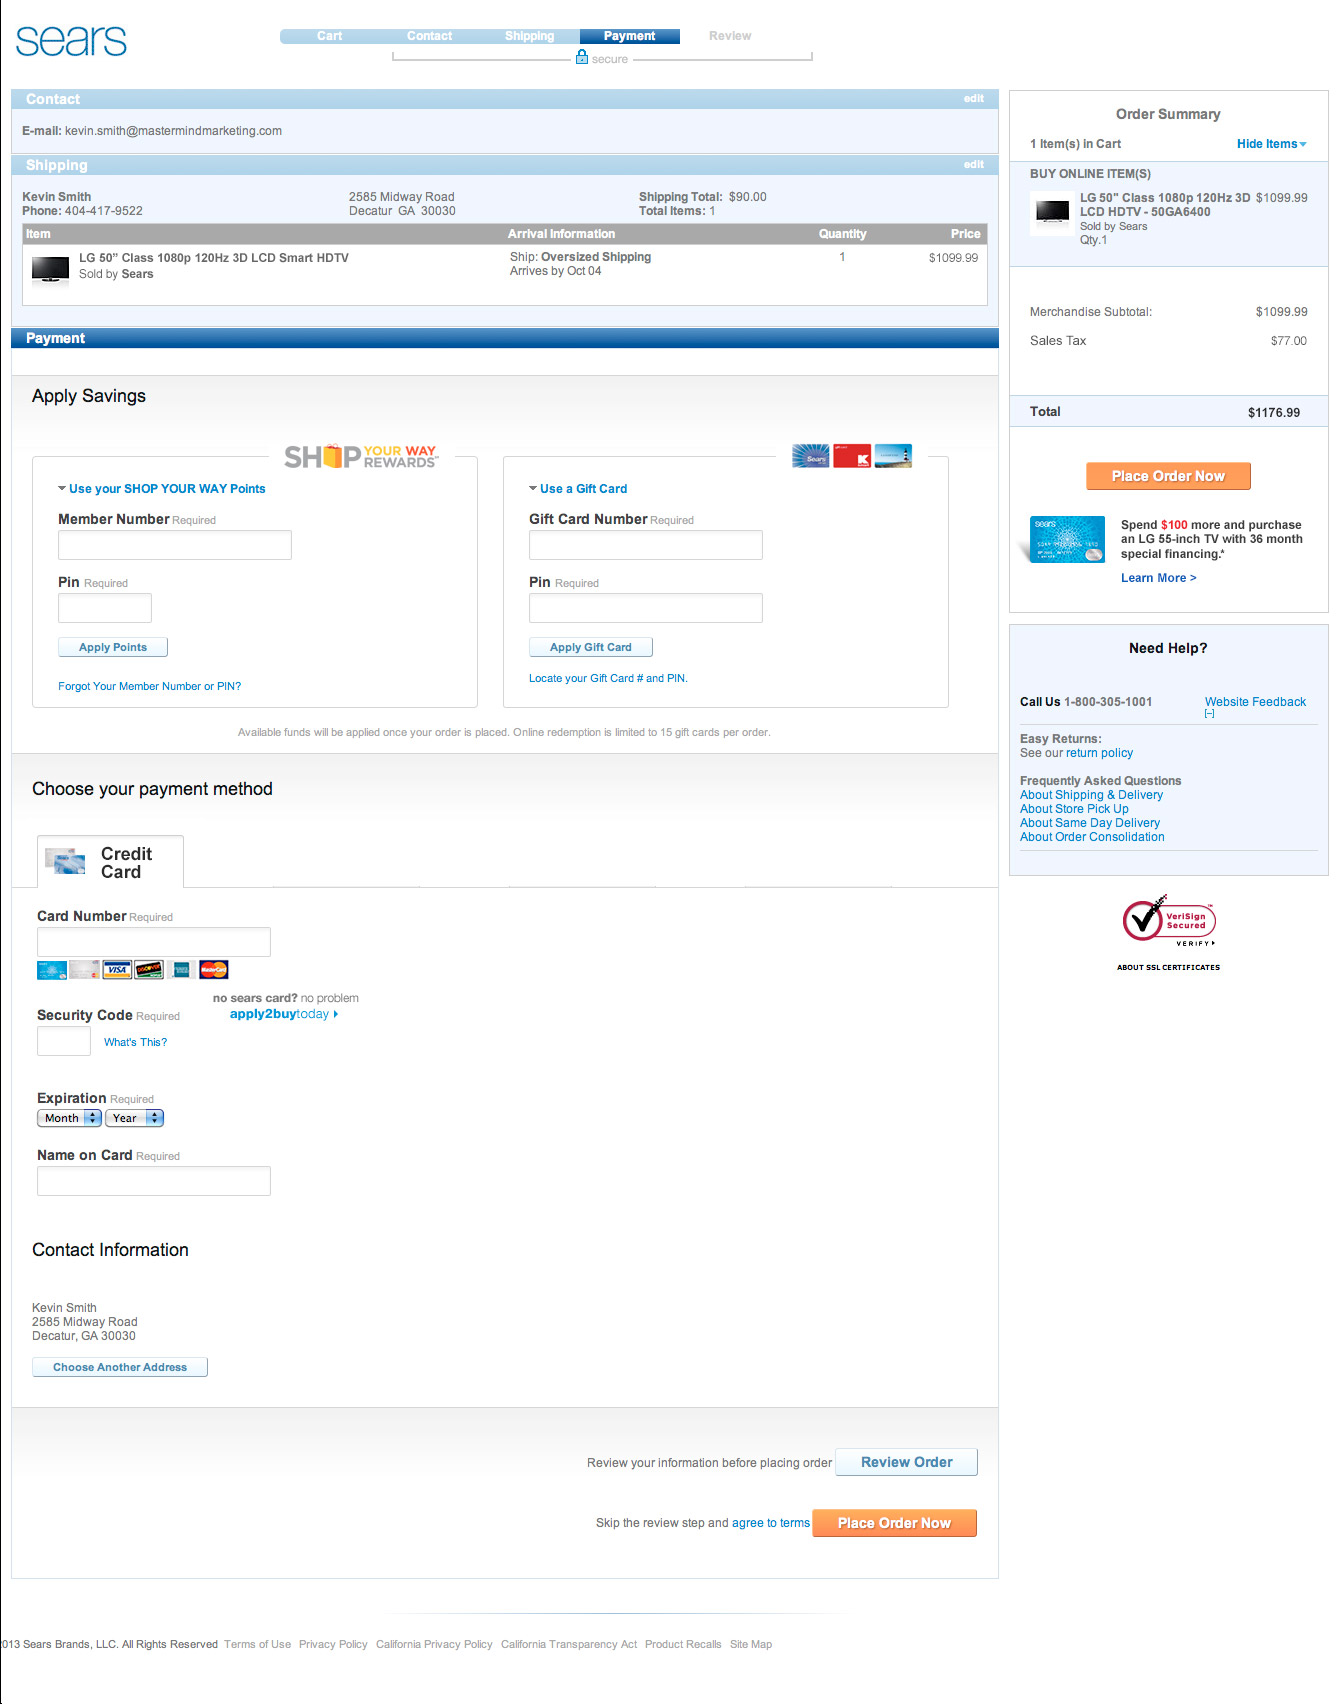 sears
Cart Contact Shipping Payment Review
secure
Contact edit
E-mail: kevin.smith@mastermindmarketing.com
Shipping edit
Kevin Smith 2585 Midway Road Shipping Total: $90.00
Phone: 404-417-9522 Decatur GA 30030 Total Items: 1
Item Arrival Information Quantity Price
LG 50” Class 1080p 120Hz 3D LCD Smart HDTV Ship: Oversized Shipping 1 $1099.99
Sold by Sears Arrives by Oct 04
Payment
Apply Savings
SHOP YOUR WAY REWARDS
Use your SHOP YOUR WAY Points
Member Number Required
Pin Required
Apply Points
Forgot Your Member Number or PIN?
Sears
Use a Gift Card
Gift Card Number Required
Pin Required
Apply Gift Card
Locate your Gift Card # and PIN.
Available funds will be applied once your order is placed. Online redemption is limited to 15 gift cards per order.
Choose your payment method
Credit
Card
Card Number Required
VISA DISCOVER MasterCard
no sears card? no problem
apply2buytoday
Security Code Required
What's This?
Expiration Required
Month Year
Name on Card Required
Contact Information
Kevin Smith
2585 Midway Road
Decatur, GA 30030
Choose Another Address
Review your information before placing order Review Order
Skip the review step and agree to terms Place Order Now
Order Summary
1 Item(s) in Cart Hide Items
BUY ONLINE ITEM(S)
LG 50" Class 1080p 120Hz 3D $1099.99
LCD HDTV - 50GA6400
Sold by Sears
Qty.1
Merchandise Subtotal: $1099.99
Sales Tax $77.00
Total $1176.99
Place Order Now
sears
Spend $100 more and purchase
an LG 55-inch TV with 36 month
special financing.*
Learn More >
Need Help?
Call Us 1-800-305-1001 Website Feedback
[–]
Easy Returns:
See our return policy
Frequently Asked Questions
About Shipping & Delivery
About Store Pick Up
About Same Day Delivery
About Order Consolidation
VeriSign
Secured
VERIFY
ABOUT SSL CERTIFICATES
2013 Sears Brands, LLC. All Rights Reserved Terms of Use Privacy Policy California Privacy Policy California Transparency Act Product Recalls Site Map